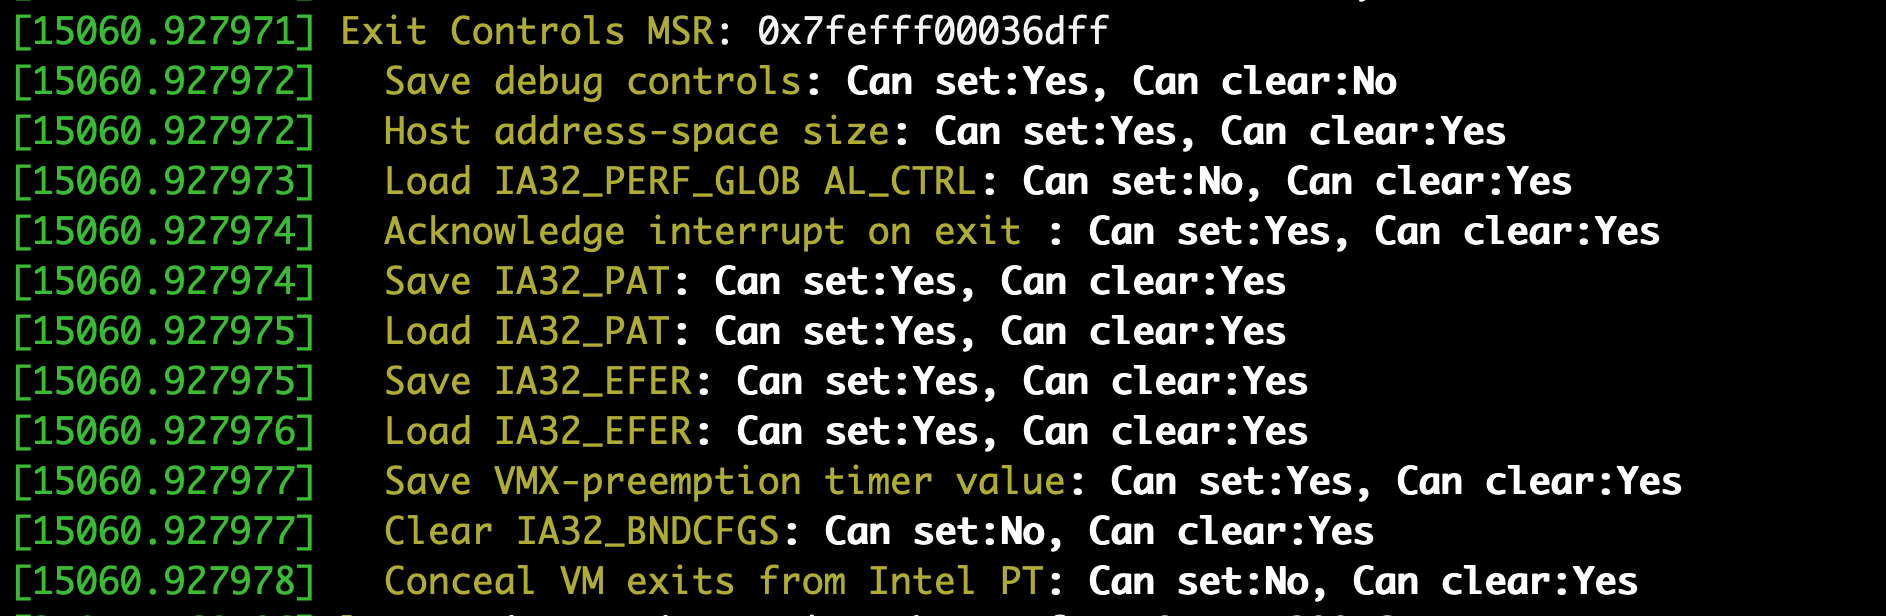 [15060.927971] Exit Controls MSR: 0x7fefff00036dff
[15060.927972]   Save debug controls: Can set:Yes, Can clear:No
[15060.927972]   Host address-space size: Can set:Yes, Can clear:Yes
[15060.927973]   Load IA32_PERF_GLOB AL_CTRL: Can set:No, Can clear:Yes
[15060.927974]   Acknowledge interrupt on exit : Can set:Yes, Can clear:Yes
[15060.927974]   Save IA32_PAT: Can set:Yes, Can clear:Yes
[15060.927975]   Load IA32_PAT: Can set:Yes, Can clear:Yes
[15060.927975]   Save IA32_EFER: Can set:Yes, Can clear:Yes
[15060.927976]   Load IA32_EFER: Can set:Yes, Can clear:Yes
[15060.927977]   Save VMX-preemption timer value: Can set:Yes, Can clear:Yes
[15060.927977]   Clear IA32_BNDCFGS: Can set:No, Can clear:Yes
[15060.927978]   Conceal VM exits from Intel PT: Can set:No, Can clear:Yes